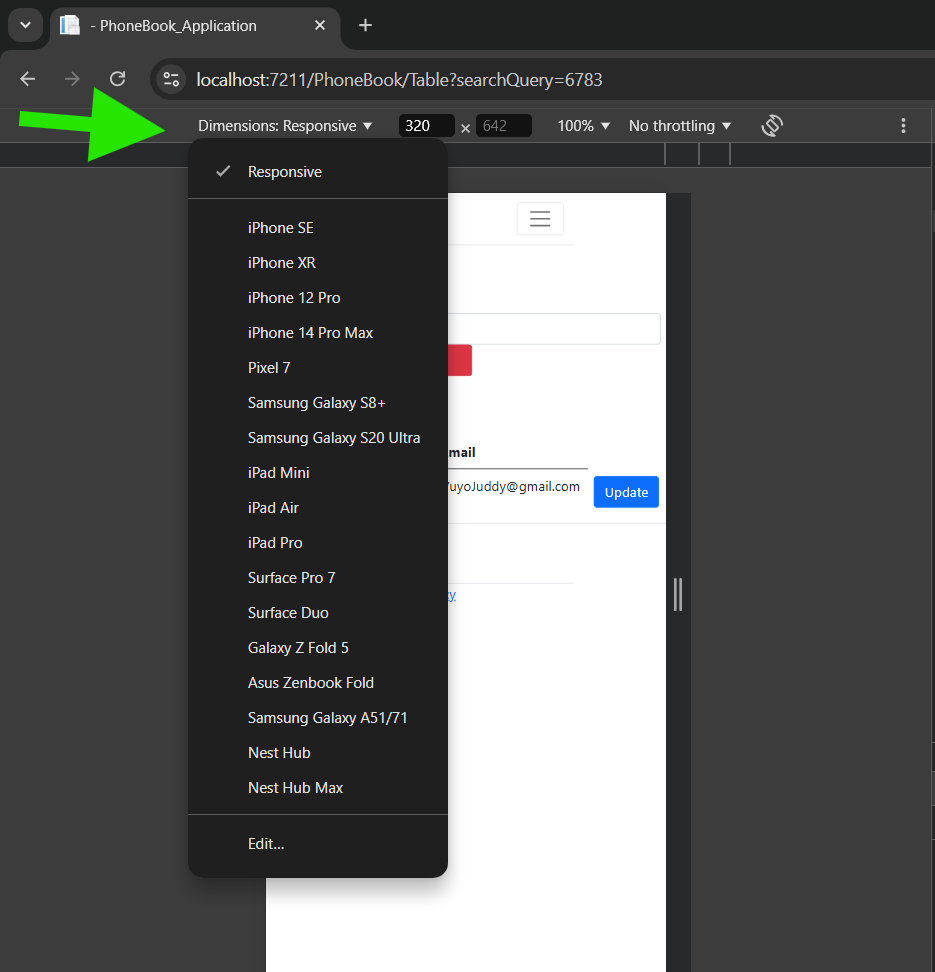 - PhoneBook_Application
localhost:7211/PhoneBook/Table?searchQuery=6783
Dimensions: Responsive 320 × 642 100% No throttling
Responsive
iPhone SE
iPhone XR
iPhone 12 Pro
iPhone 14 Pro Max
Pixel 7
Samsung Galaxy S8+
Samsung Galaxy S20 Ultra
mail
iPad Mini
uyoJuddy@gmail.com Update
iPad Air
iPad Pro
Surface Pro 7
Surface Duo
Galaxy Z Fold 5
Asus Zenbook Fold
Samsung Galaxy A51/71
Nest Hub
Nest Hub Max
Edit...